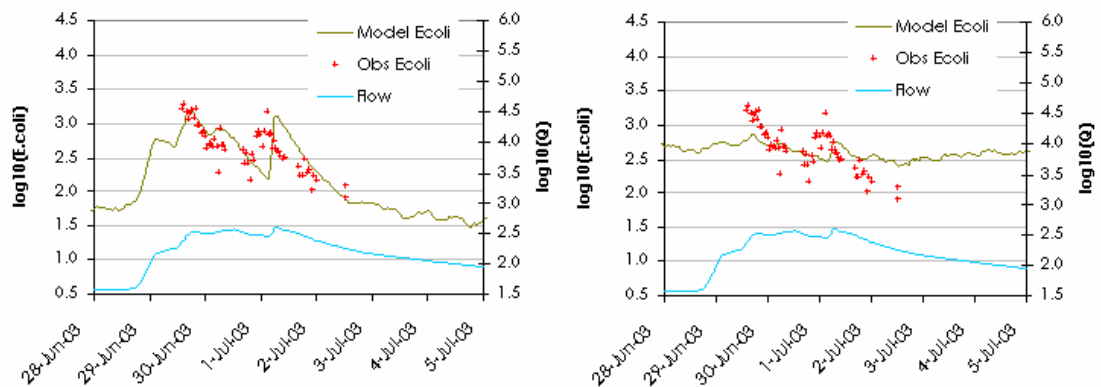 4.5
4.0
3.5
3.0
2.5
2.0
1.5
1.0
0.5
log10(E.coli)
Model Ecoli
Obs Ecoli
Flow
6.0
5.5
5.0
4.5
4.0
3.5
3.0
2.5
2.0
1.5
log10(Q)
28-Jun-03
29-Jun-03
30-Jun-03
1-Jul-03
2-Jul-03
3-Jul-03
4-Jul-03
5-Jul-03
4.5
4.0
3.5
3.0
2.5
2.0
1.5
1.0
0.5
log10(E.coli)
Model Ecoli
Obs Ecoli
Flow
6.0
5.5
5.0
4.5
4.0
3.5
3.0
2.5
2.0
1.5
log10(Q)
28-Jun-03
29-Jun-03
30-Jun-03
1-Jul-03
2-Jul-03
3-Jul-03
4-Jul-03
5-Jul-03